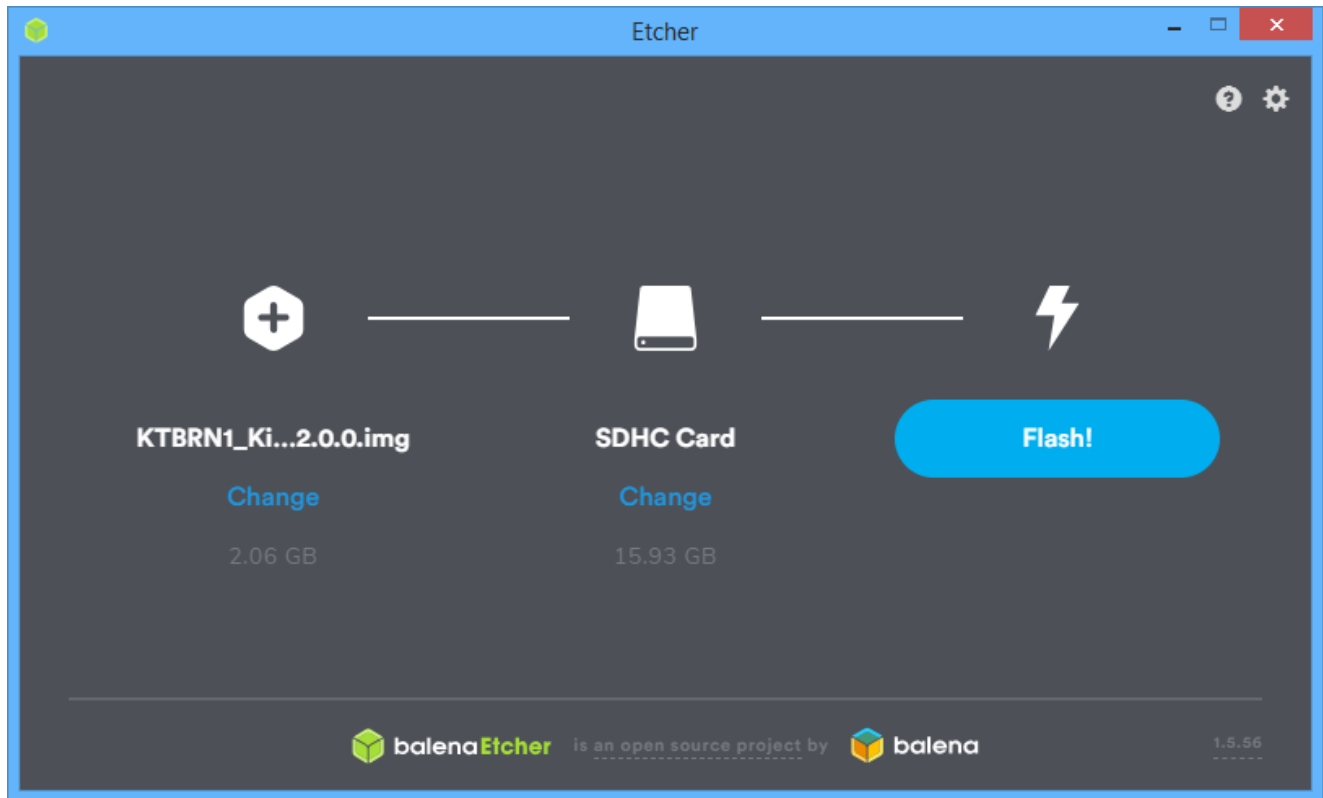 Etcher
KTBRN1_Ki...2.0.0.img
SDHC Card
Flash!
Change
Change
2.06 GB
15.93 GB
balenaEtcher is an open source project by balena
1.5.56